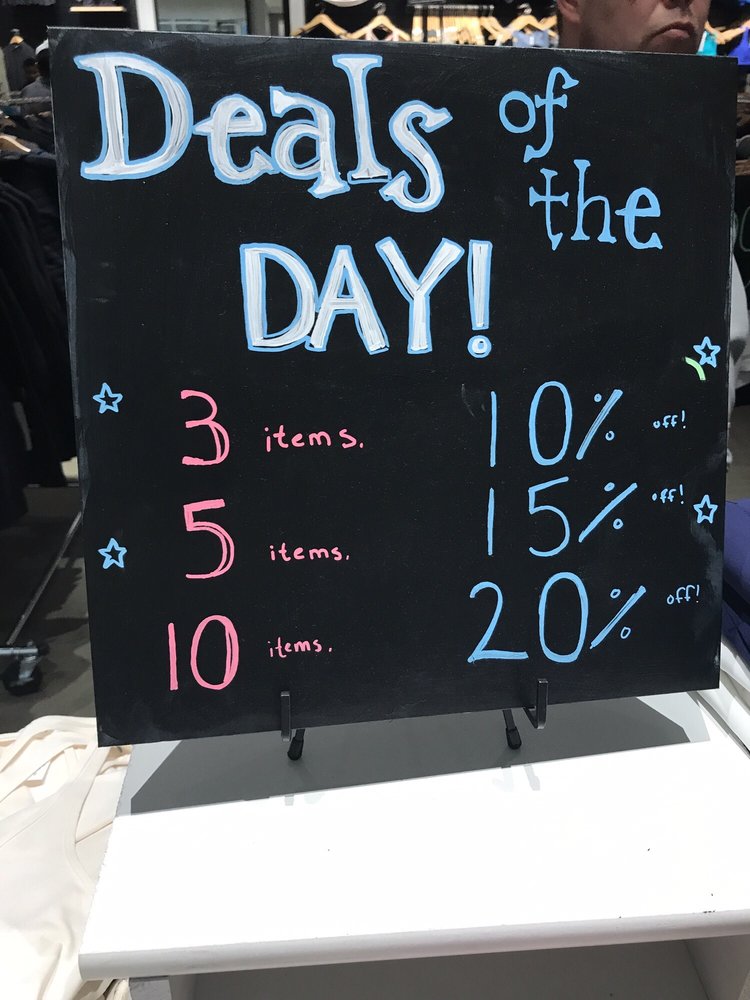 Deals of
the
DAY!
3 items. 10% off!
5 items. 15% off!
10 items. 20% off!